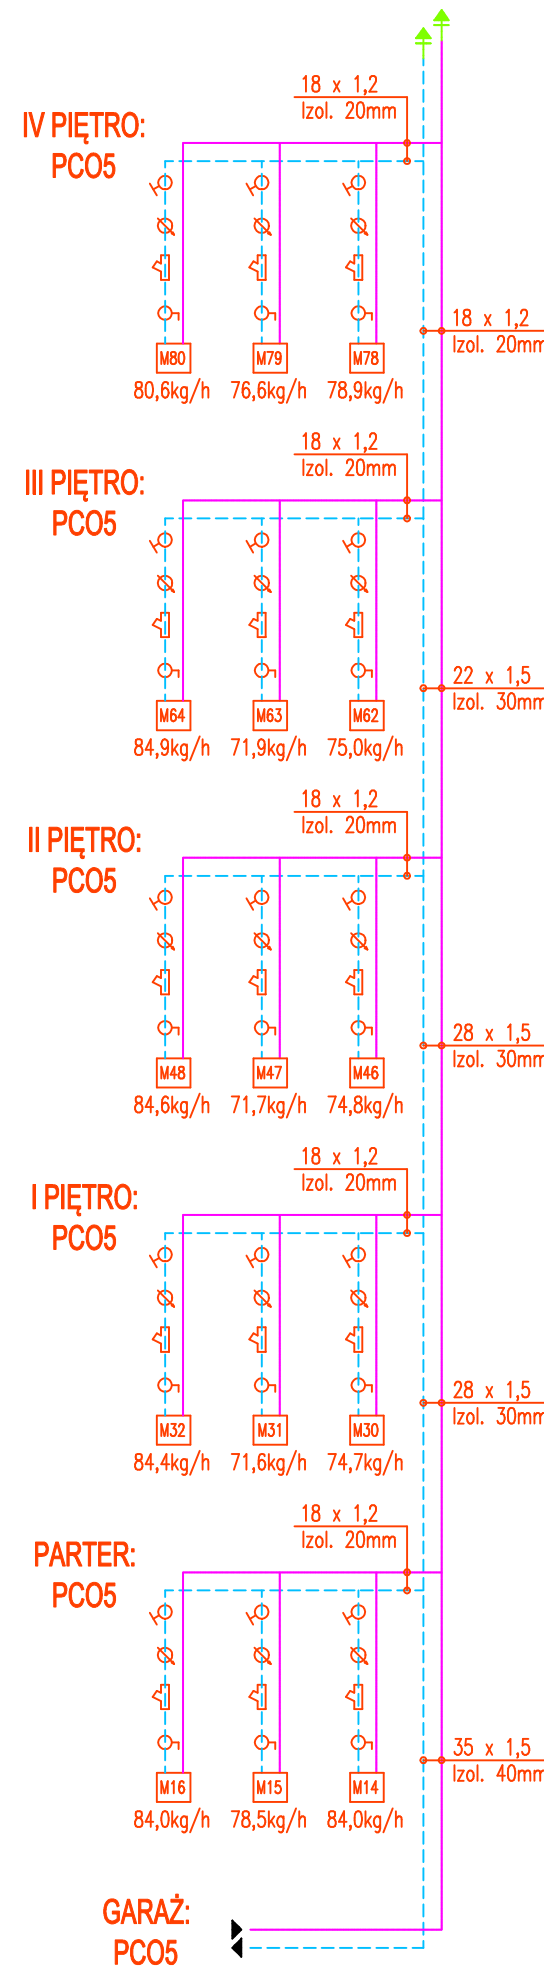 18 x 1,2
Izol. 20mm
IV PIĘTRO:
PCO5
18 x 1,2
Izol. 20mm
M80 M79 M78
80,6kg/h 76,6kg/h 78,9kg/h
18 x 1,2
Izol. 20mm
III PIĘTRO:
PCO5
22 x 1,5
Izol. 30mm
M64 M63 M62
84,9kg/h 71,9kg/h 75,0kg/h
18 x 1,2
Izol. 20mm
II PIĘTRO:
PCO5
28 x 1,5
Izol. 30mm
M48 M47 M46
84,6kg/h 71,7kg/h 74,8kg/h
18 x 1,2
Izol. 20mm
I PIĘTRO:
PCO5
28 x 1,5
Izol. 30mm
M32 M31 M30
84,4kg/h 71,6kg/h 74,7kg/h
18 x 1,2
Izol. 20mm
PARTER:
PCO5
35 x 1,5
Izol. 40mm
M16 M15 M14
84,0kg/h 78,5kg/h 84,0kg/h
GARAŻ:
PCO5